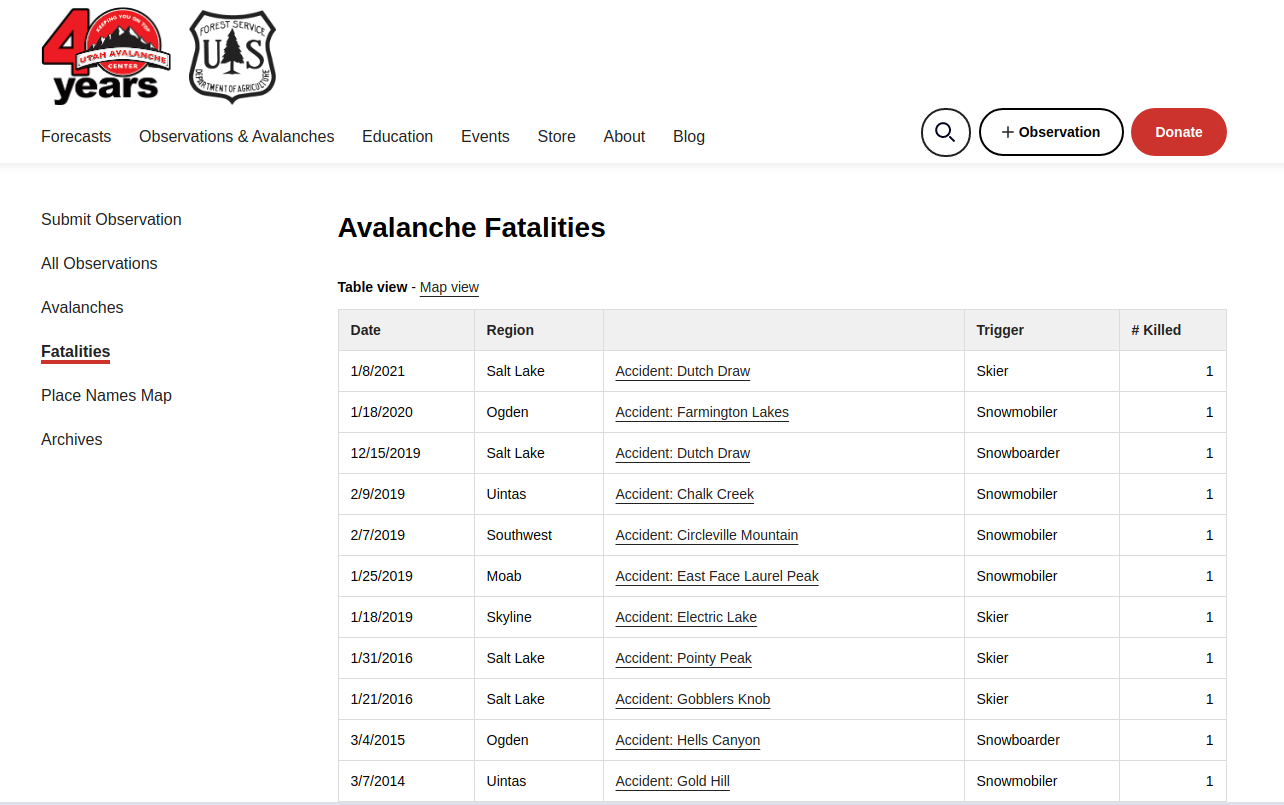 40
KEEPING YOU ON TOP
UTAH AVALANCHE
CENTER
years
FOREST SERVICE
U S
DEPARTMENT OF AGRICULTURE
Forecasts Observations & Avalanches Education Events Store About Blog
+ Observation Donate
Submit Observation
All Observations
Avalanches
Fatalities
Place Names Map
Archives
Avalanche Fatalities
Table view - Map view
Date Region Trigger # Killed
1/8/2021 Salt Lake Accident: Dutch Draw Skier 1
1/18/2020 Ogden Accident: Farmington Lakes Snowmobiler 1
12/15/2019 Salt Lake Accident: Dutch Draw Snowboarder 1
2/9/2019 Uintas Accident: Chalk Creek Snowmobiler 1
2/7/2019 Southwest Accident: Circleville Mountain Snowmobiler 1
1/25/2019 Moab Accident: East Face Laurel Peak Snowmobiler 1
1/18/2019 Skyline Accident: Electric Lake Skier 1
1/31/2016 Salt Lake Accident: Pointy Peak Skier 1
1/21/2016 Salt Lake Accident: Gobblers Knob Skier 1
3/4/2015 Ogden Accident: Hells Canyon Snowboarder 1
3/7/2014 Uintas Accident: Gold Hill Snowmobiler 1